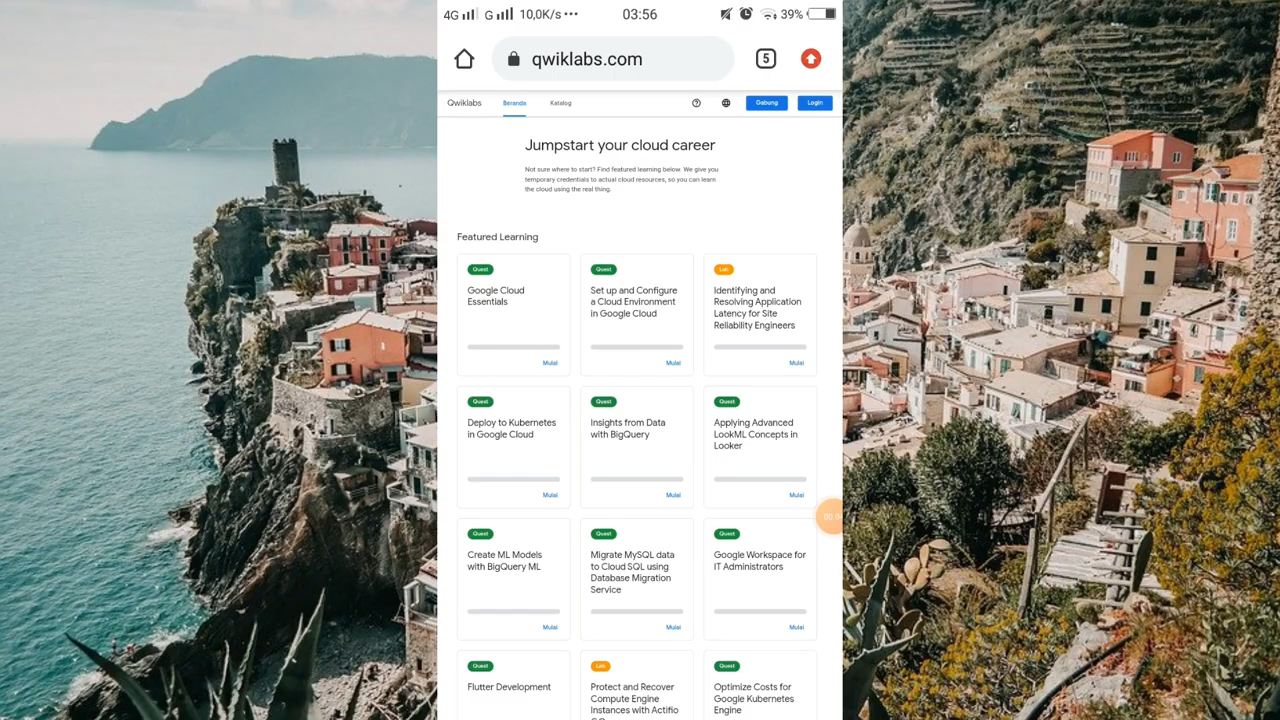 4G G 10,0K/s ••• 03:56 39%
qwiklabs.com 5
Qwiklabs Beranda Katalog Gabung Login
Jumpstart your cloud career
Not sure where to start? Find featured learning below. We give you
temporary credentials to actual cloud resources, so you can learn
the cloud using the real thing.
Featured Learning
Quest
Google Cloud
Essentials
Mulai
Quest
Set up and Configure
a Cloud Environment
in Google Cloud
Mulai
Lab
Identifying and
Resolving Application
Latency for Site
Reliability Engineers
Mulai
Quest
Deploy to Kubernetes
in Google Cloud
Mulai
Quest
Insights from Data
with BigQuery
Mulai
Quest
Applying Advanced
LookML Concepts in
Looker
Mulai
Quest
Create ML Models
with BigQuery ML
Mulai
Quest
Migrate MySQL data
to Cloud SQL using
Database Migration
Service
Mulai
Quest
Google Workspace for
IT Administrators
Mulai
Quest
Flutter Development
Lab
Protect and Recover
Compute Engine
Instances with Actifio
Quest
Optimize Costs for
Google Kubernetes
Engine